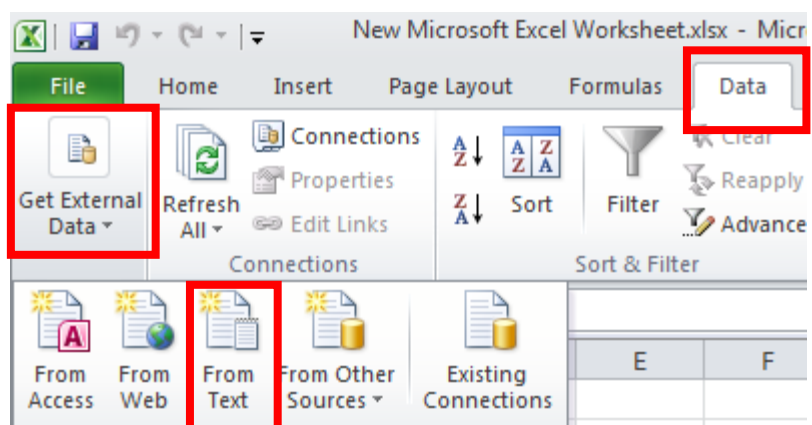 New Microsoft Excel Worksheet.xlsx - Micr
File Home Insert Page Layout Formulas Data
Get External
Data
Refresh
All
Connections
Properties
Edit Links
Connections
A
Z
Z
A
A Z
Z A
Sort
Filter
Clear
Reapply
Advance
Sort & Filter
From
Access
From
Web
From
Text
From Other
Sources
Existing
Connections
A
E F